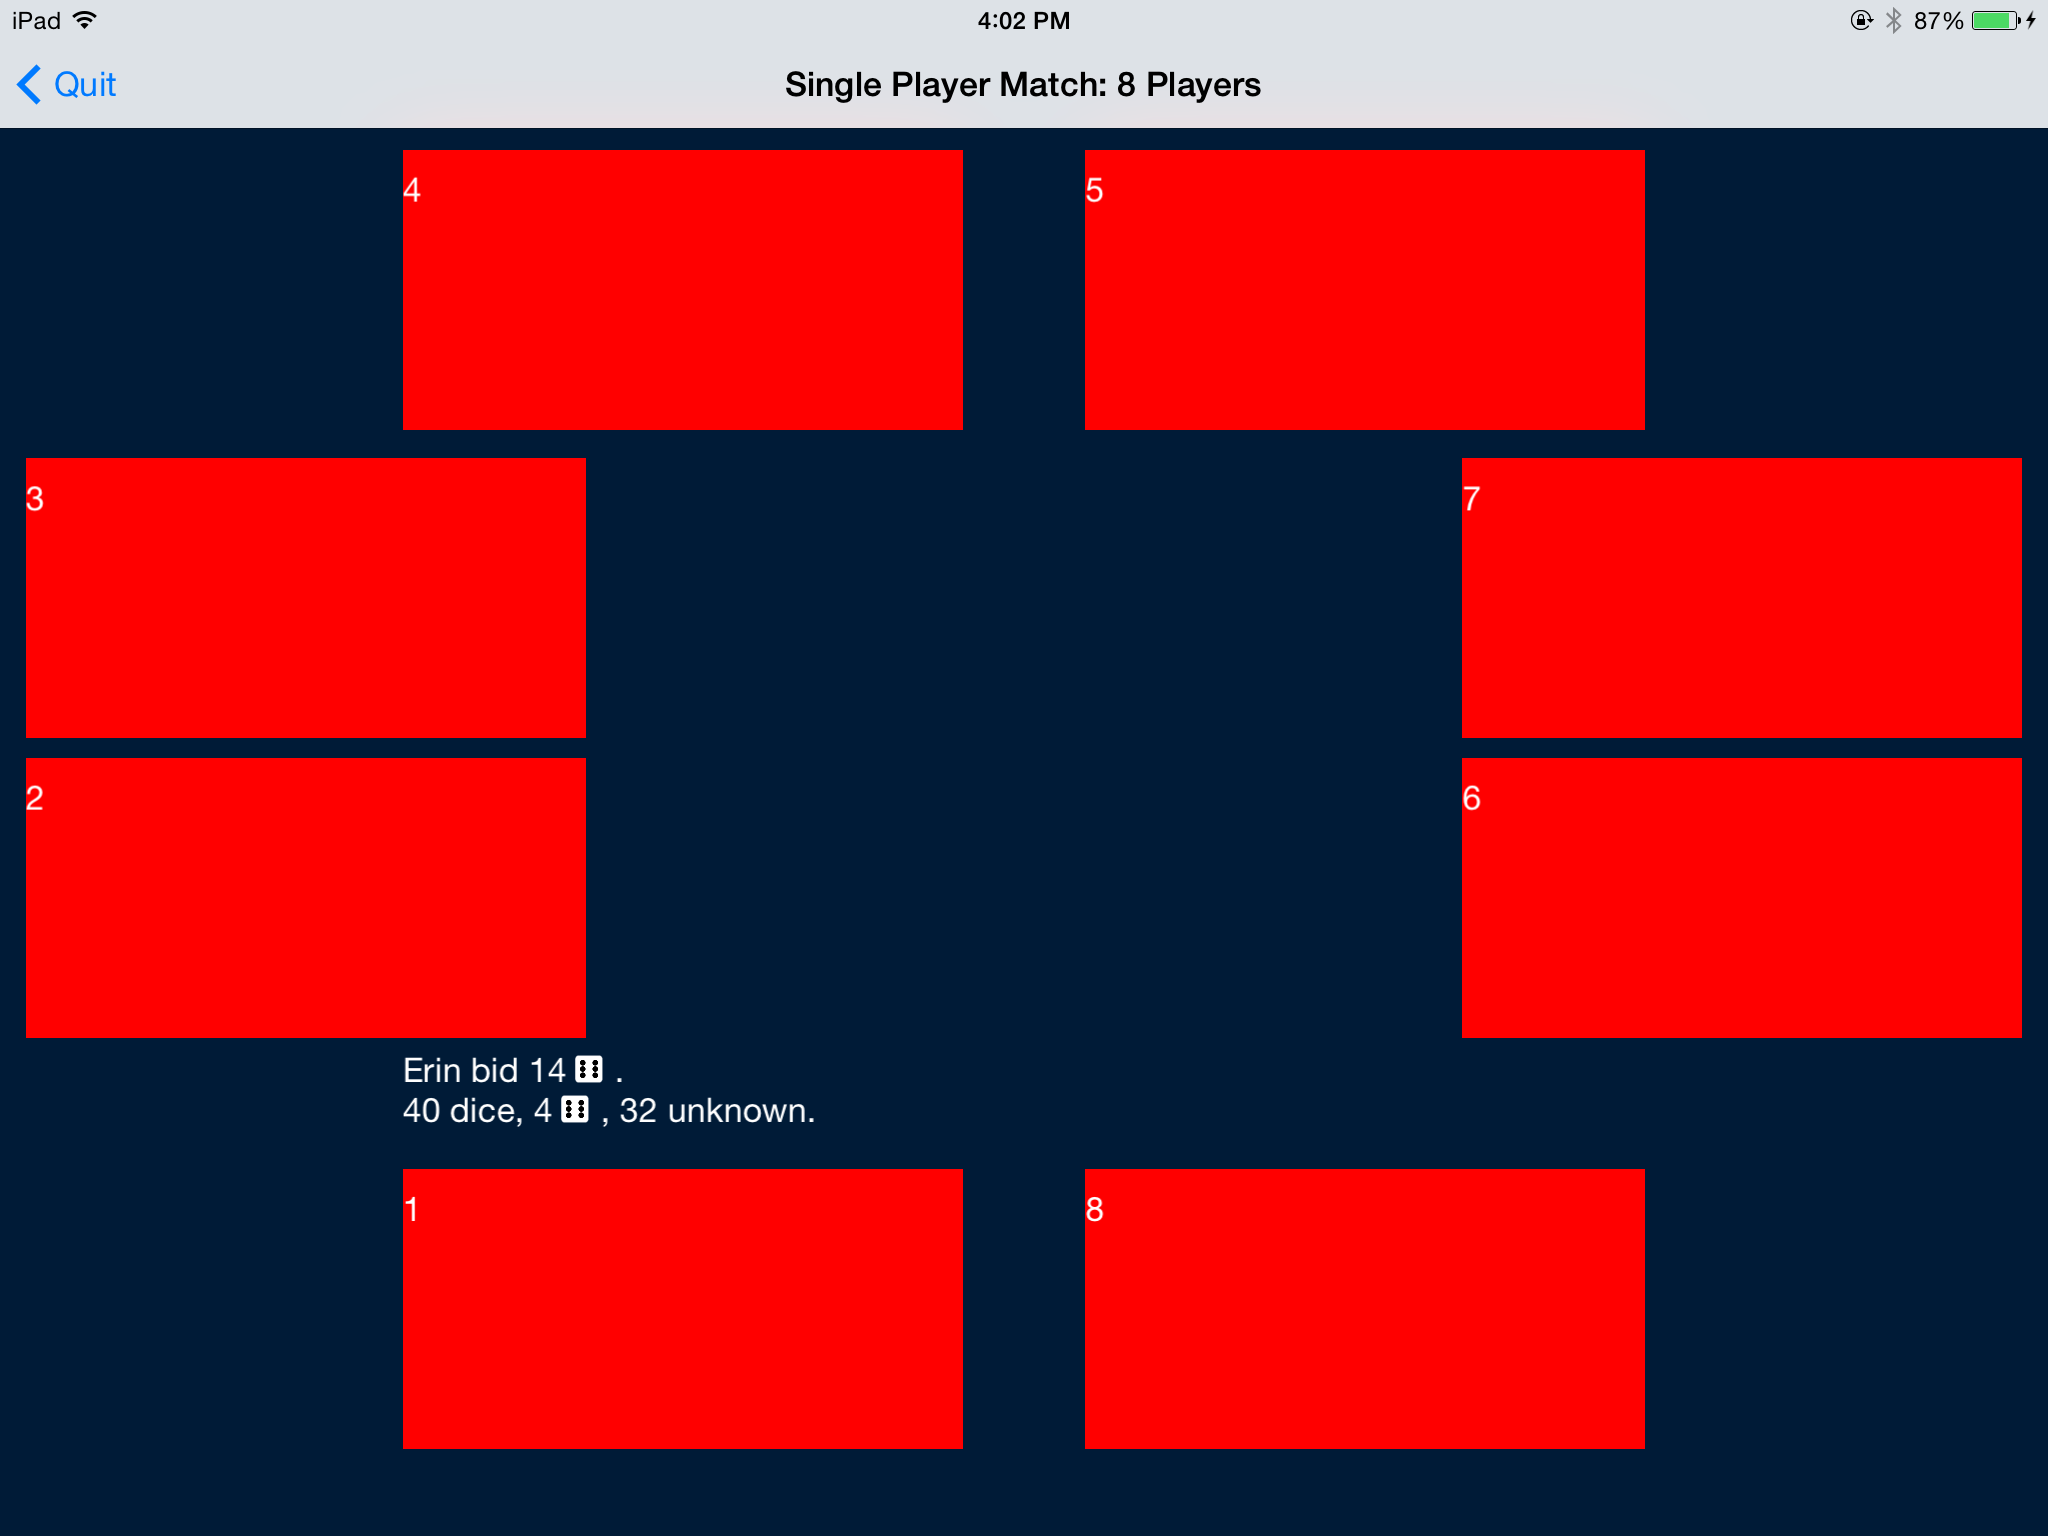 iPad 4:02 PM 87%
Quit Single Player Match: 8 Players
4 5
3 7
2 6
Erin bid 14 ⚅ .
40 dice, 4 ⚅ , 32 unknown.
1 8